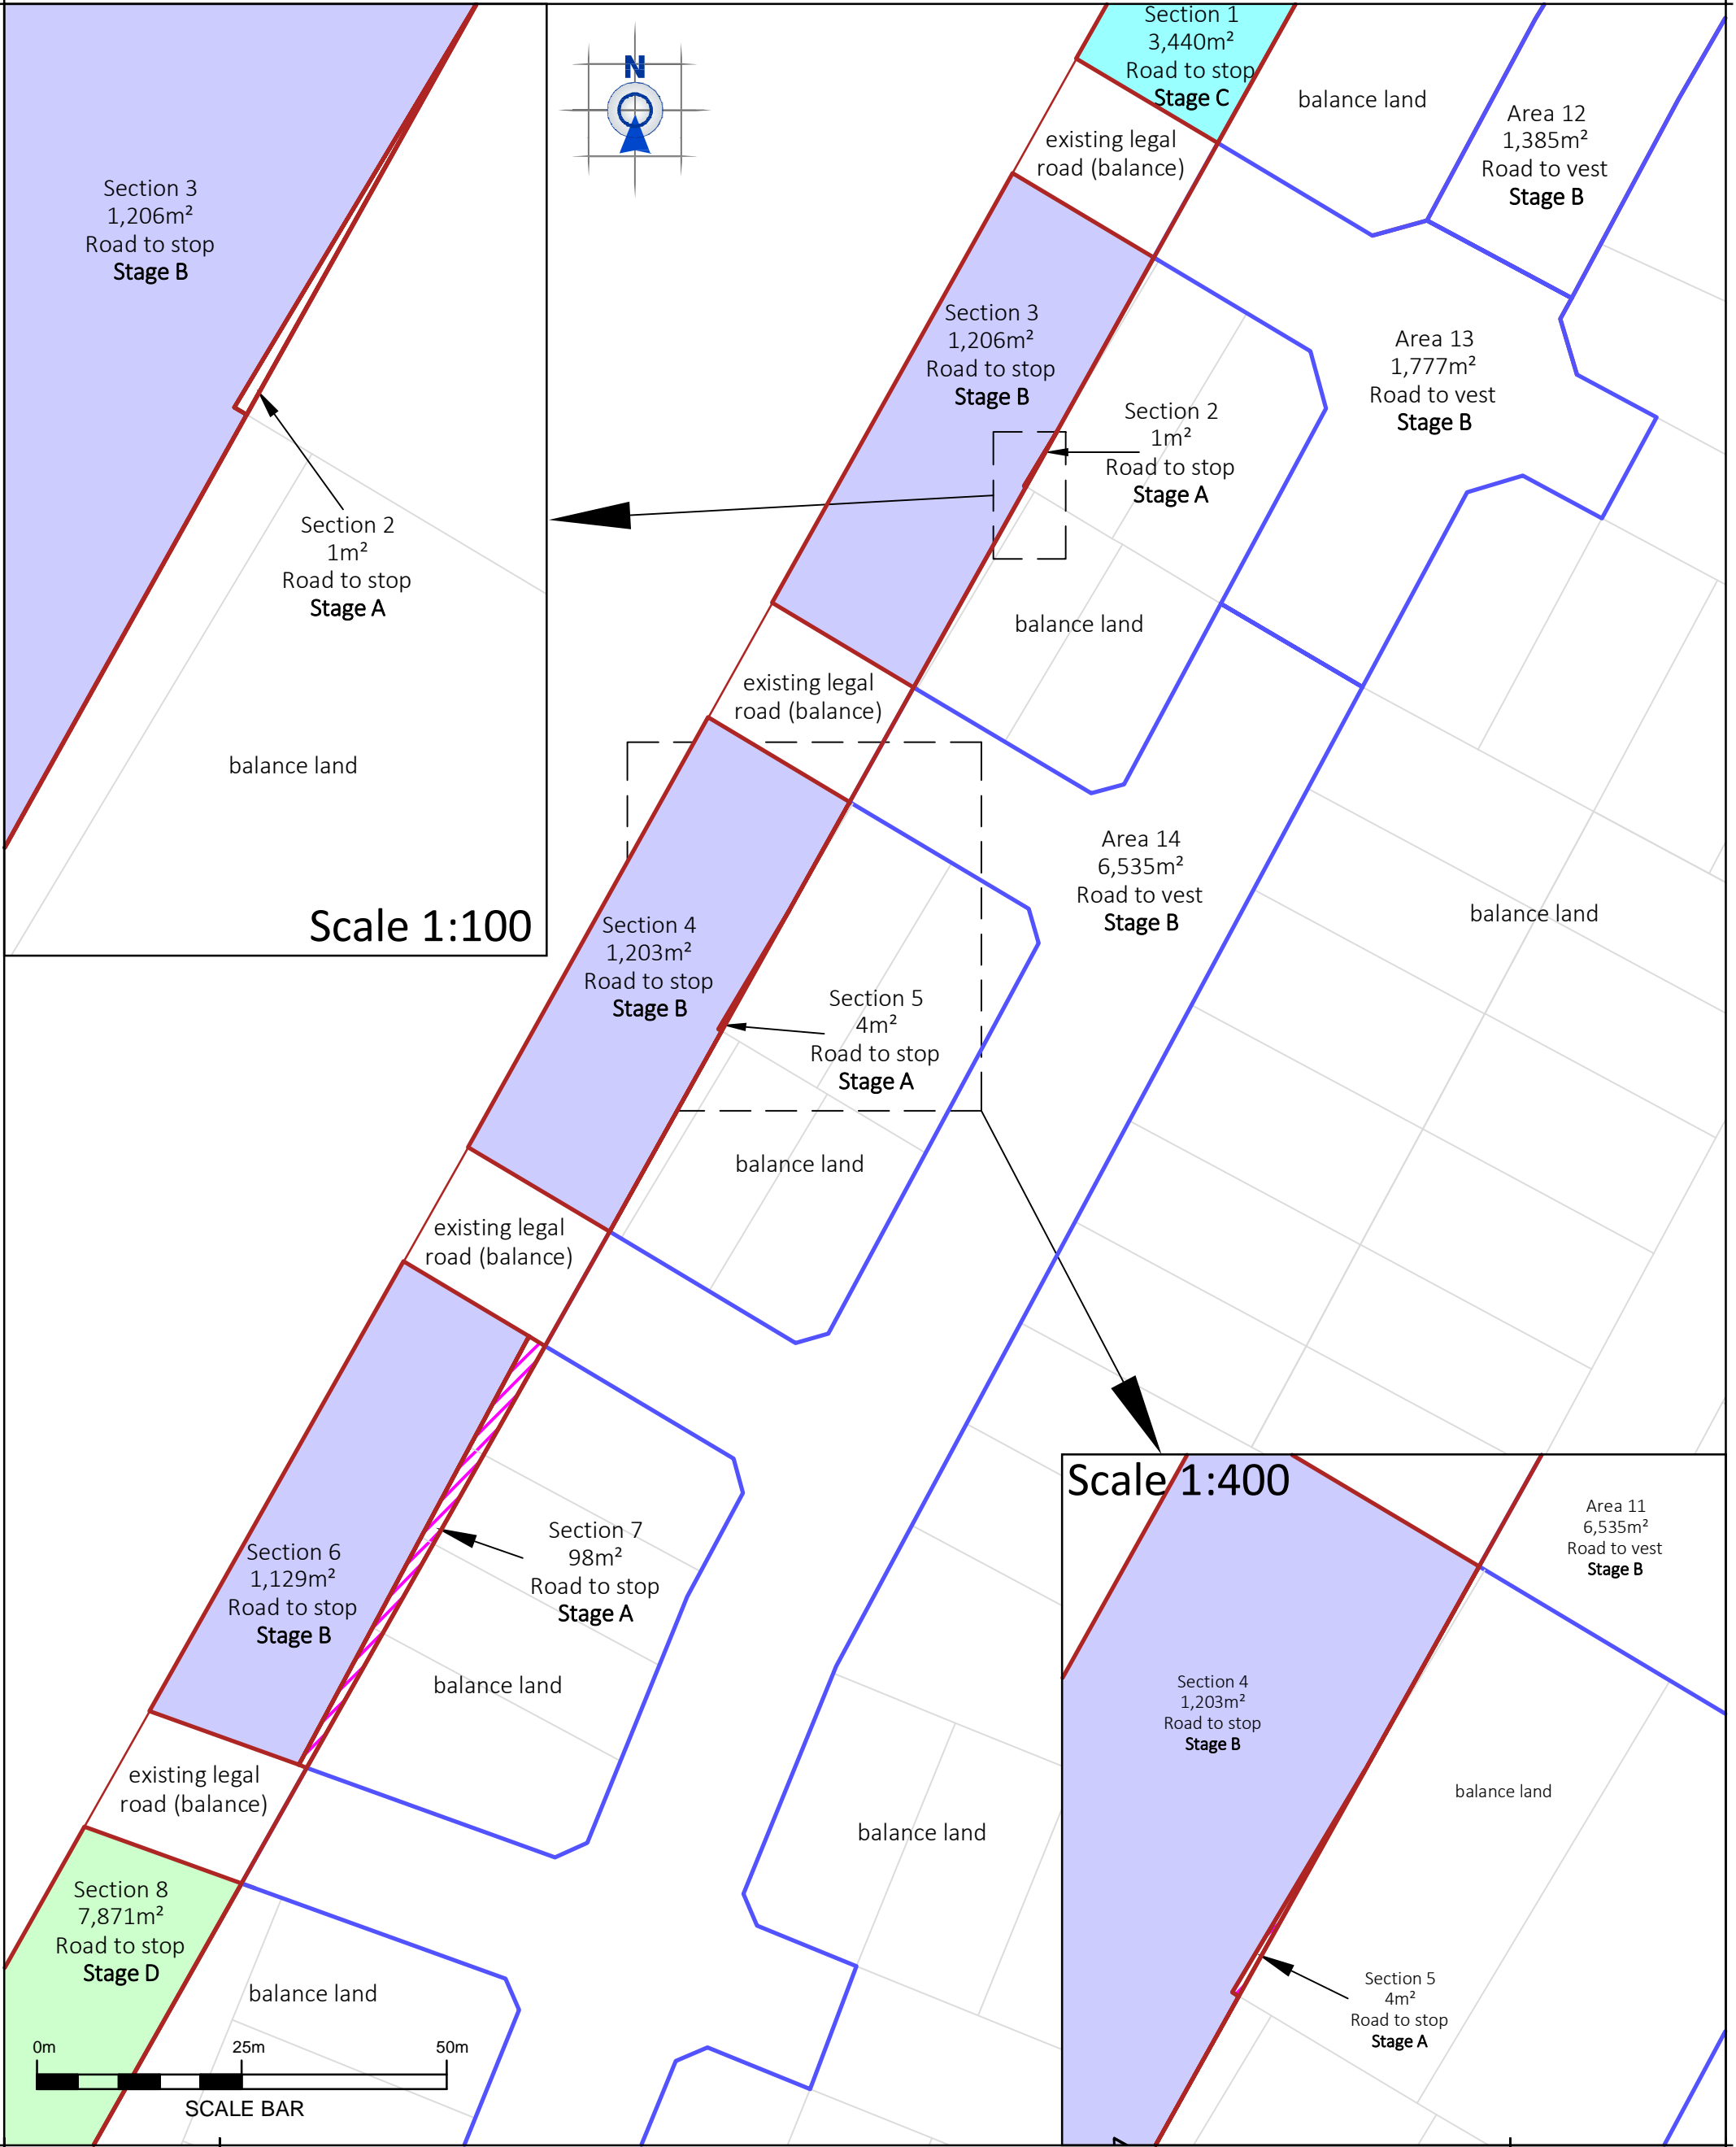 Section 1
3,440m²
Road to stop
Stage C
N
balance land
Area 12
1,385m²
Road to vest
Stage B
existing legal
road (balance)
Section 3
1,206m²
Road to stop
Stage B
Section 3
1,206m²
Road to stop
Stage B
Area 13
1,777m²
Road to vest
Stage B
Section 2
1m²
Road to stop
Stage A
Section 2
1m²
Road to stop
Stage A
balance land
existing legal
road (balance)
balance land
Scale 1:100
Area 14
6,535m²
Road to vest
Stage B
balance land
Section 4
1,203m²
Road to stop
Stage B
Section 5
4m²
Road to stop
Stage A
balance land
existing legal
road (balance)
Scale 1:400
Area 11
6,535m²
Road to vest
Stage B
Section 7
98m²
Road to stop
Stage A
Section 6
1,129m²
Road to stop
Stage B
balance land
Section 4
1,203m²
Road to stop
Stage B
balance land
existing legal
road (balance)
balance land
Section 8
7,871m²
Road to stop
Stage D
balance land
Section 5
4m²
Road to stop
Stage A
0m 25m 50m
SCALE BAR